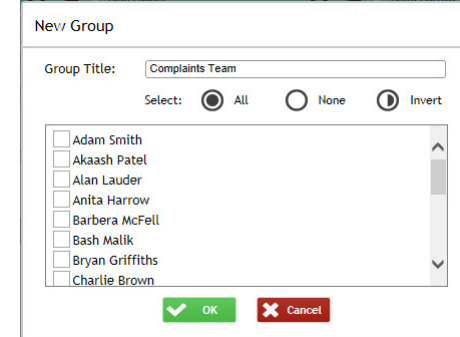 New Group
Group Title: Complaints Team
Select: All None Invert
Adam Smith
Akaash Patel
Alan Lauder
Anita Harrow
Barbera McFell
Bash Malik
Bryan Griffiths
Charlie Brown
OK Cancel